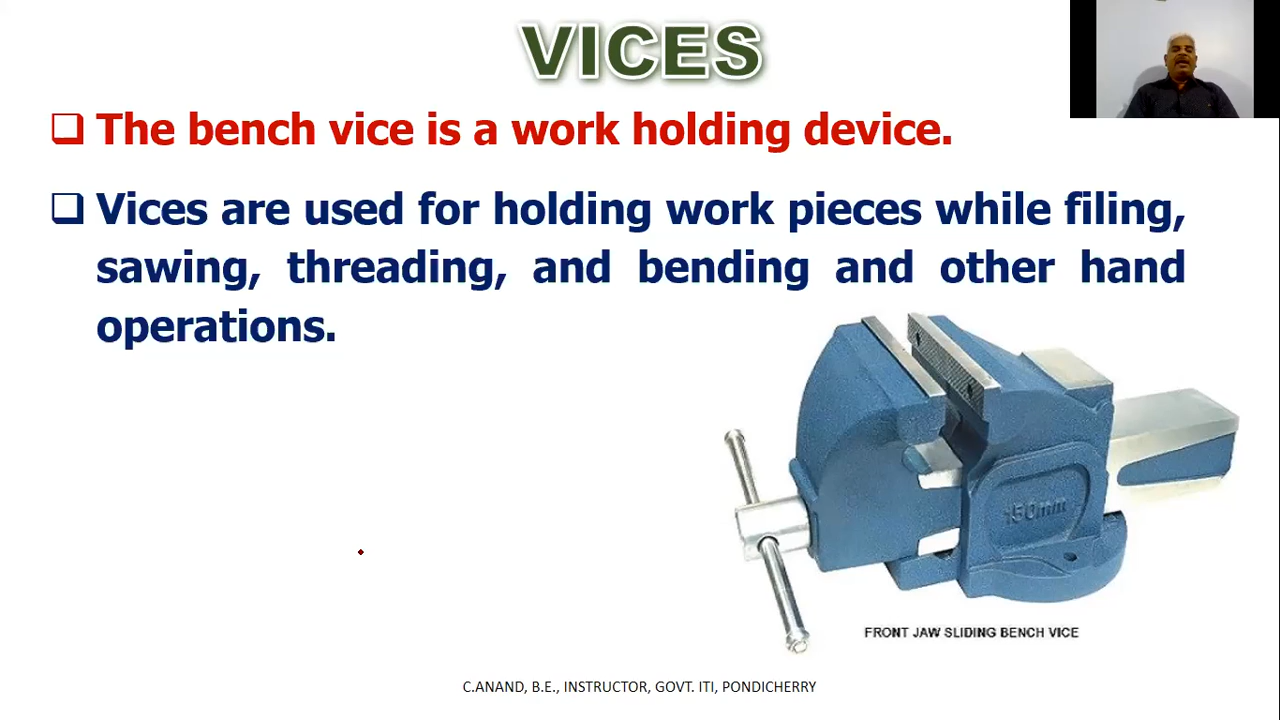 VICES
The bench vice is a work holding device.
Vices are used for holding work pieces while filing,
sawing, threading, and bending and other hand
operations.
150mm
FRONT JAW SLIDING BENCH VICE
C.ANAND, B.E., INSTRUCTOR, GOVT. ITI, PONDICHERRY